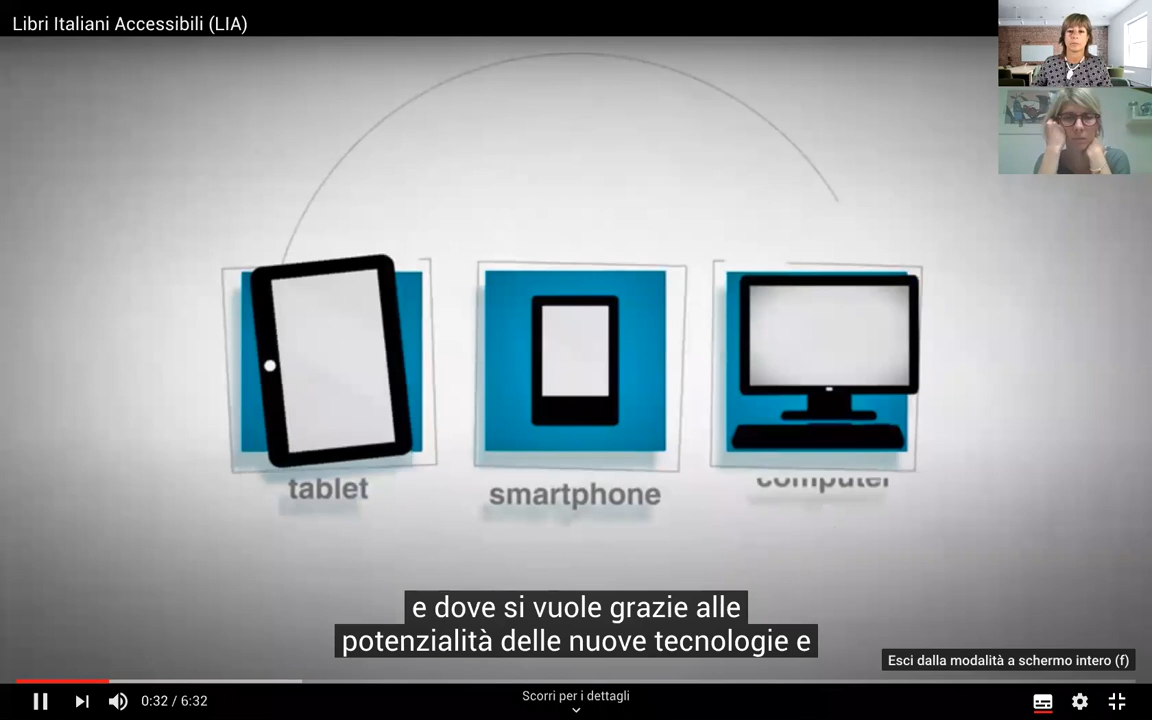 Libri Italiani Accessibili (LIA)
tablet
smartphone
computer
e dove si vuole grazie alle
potenzialità delle nuove tecnologie e
Esci dalla modalità a schermo intero (f)
0:32 / 6:32
Scorri per i dettagli